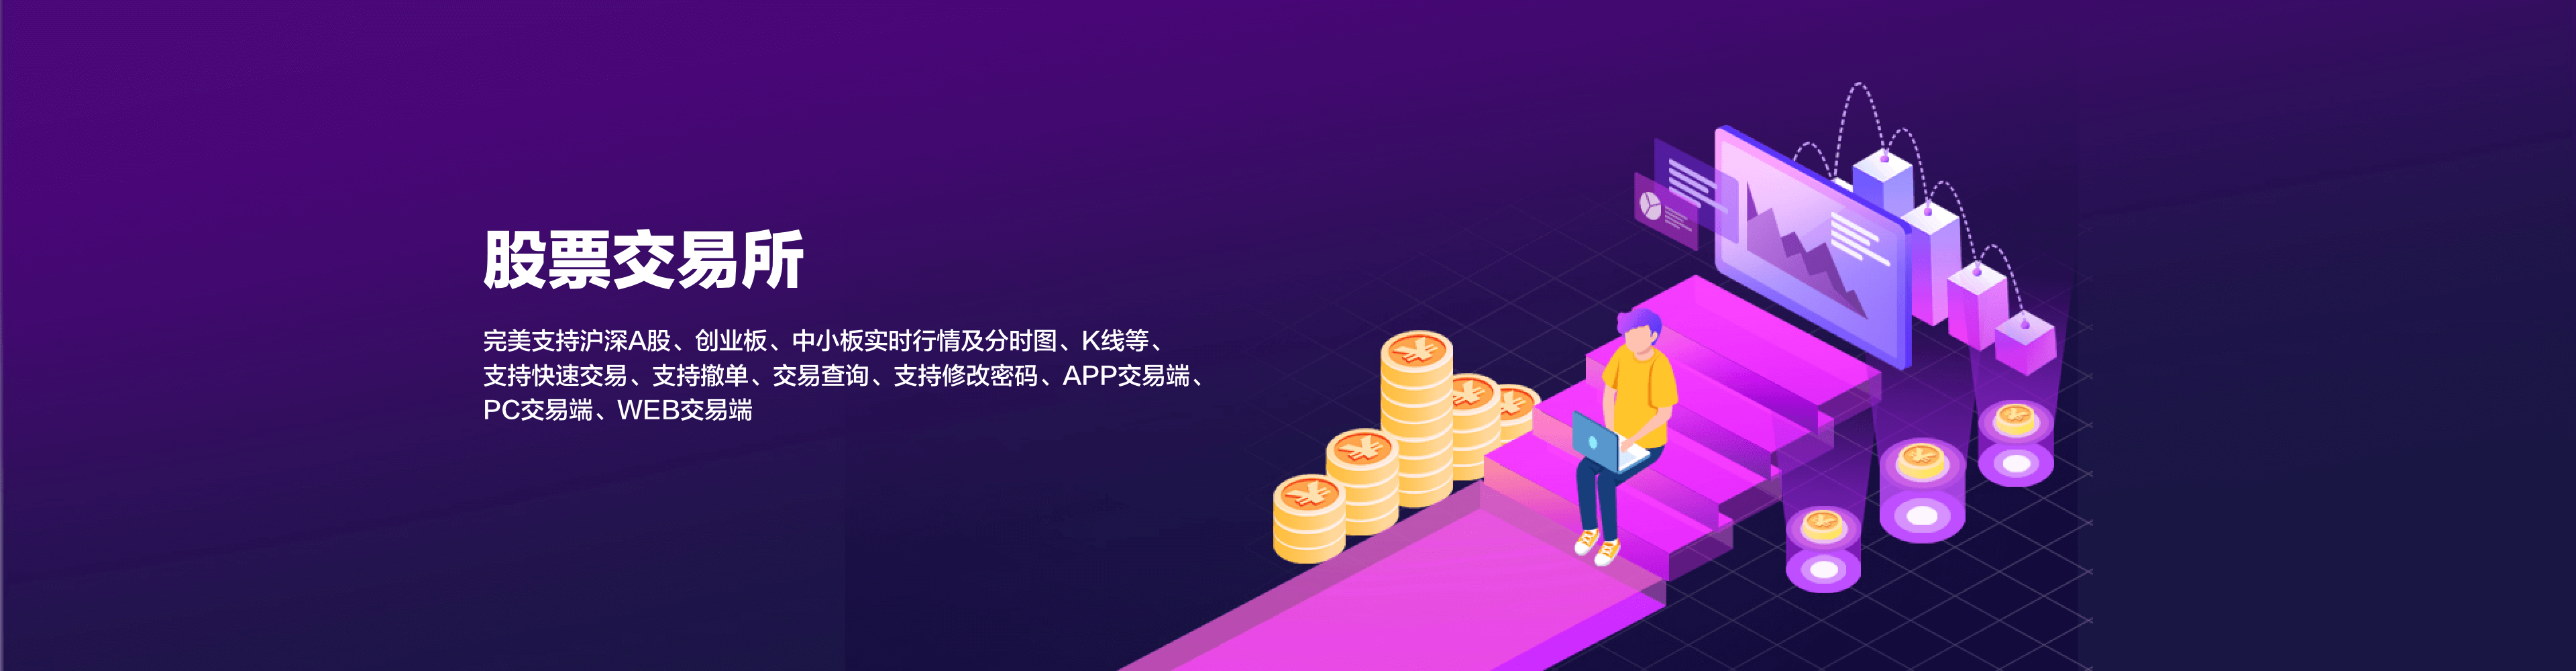 股票交易所
完美支持沪深A股、创业板、中小板实时行情及分时图、K线等、
支持快速交易、支持撤单、交易查询、支持修改密码、APP交易端、
PC交易端、WEB交易端